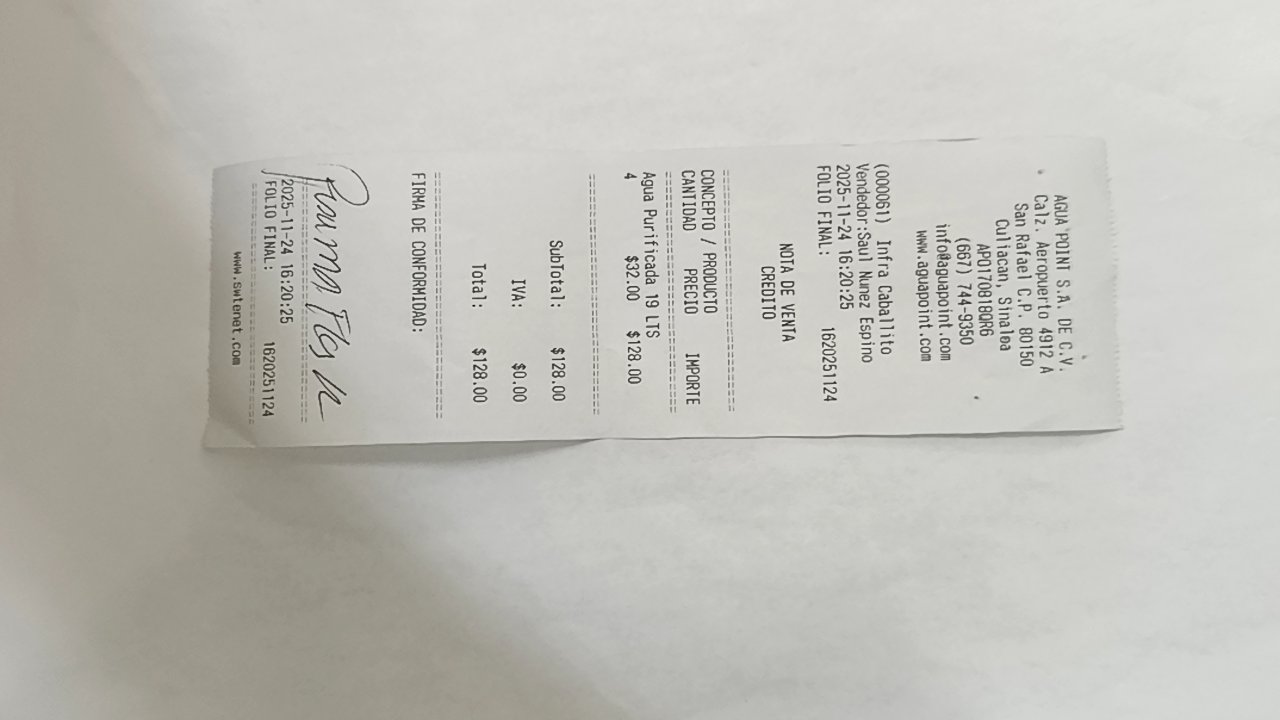 AGUA POINT S.A. DE C.V.
Calz. Aeropuerto 4912 A
San Rafael C.P. 80150
Culiacan, Sinaloa
APO170818QR6
(667) 744-9350
info@aguapoint.com
www.aguapoint.com
(000061) Infra Caballito
Vendedor:Saul Nunez Espino
2025-11-24 16:20:25
FOLIO FINAL: 1620251124
NOTA DE VENTA
CREDITO
CONCEPTO / PRODUCTO
CANTIDAD PRECIO IMPORTE
Agua Purificada 19 LTS
4 $32.00 $128.00
SubTotal: $128.00
IVA: $0.00
Total: $128.00
FIRMA DE CONFORMIDAD:
2025-11-24 16:20:25
FOLIO FINAL: 1620251124
www.swtenet.com